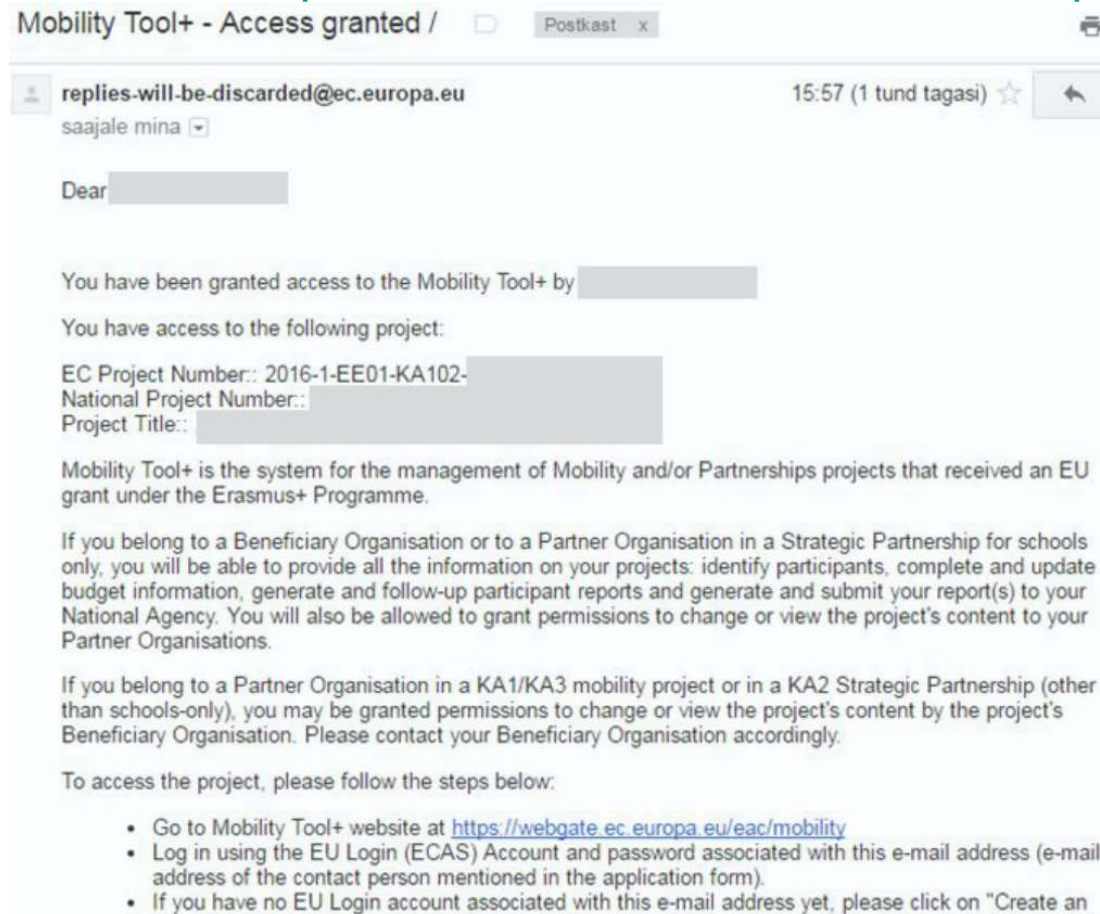 Mobility Tool+ - Access granted / Postkast x
replies-will-be-discarded@ec.europa.eu 15:57 (1 tund tagasi)
saajale mina
Dear
You have been granted access to the Mobility Tool+ by
You have access to the following project:
EC Project Number:: 2016-1-EE01-KA102-
National Project Number::
Project Title::
Mobility Tool+ is the system for the management of Mobility and/or Partnerships projects that received an EU
grant under the Erasmus+ Programme.
If you belong to a Beneficiary Organisation or to a Partner Organisation in a Strategic Partnership for schools
only, you will be able to provide all the information on your projects: identify participants, complete and update
budget information, generate and follow-up participant reports and generate and submit your report(s) to your
National Agency. You will also be allowed to grant permissions to change or view the project's content to your
Partner Organisations.
If you belong to a Partner Organisation in a KA1/KA3 mobility project or in a KA2 Strategic Partnership (other
than schools-only), you may be granted permissions to change or view the project's content by the project's
Beneficiary Organisation. Please contact your Beneficiary Organisation accordingly.
To access the project, please follow the steps below:
• Go to Mobility Tool+ website at https://webgate.ec.europa.eu/eac/mobility
• Log in using the EU Login (ECAS) Account and password associated with this e-mail address (e-mail
address of the contact person mentioned in the application form).
• If you have no EU Login account associated with this e-mail address yet, please click on "Create an